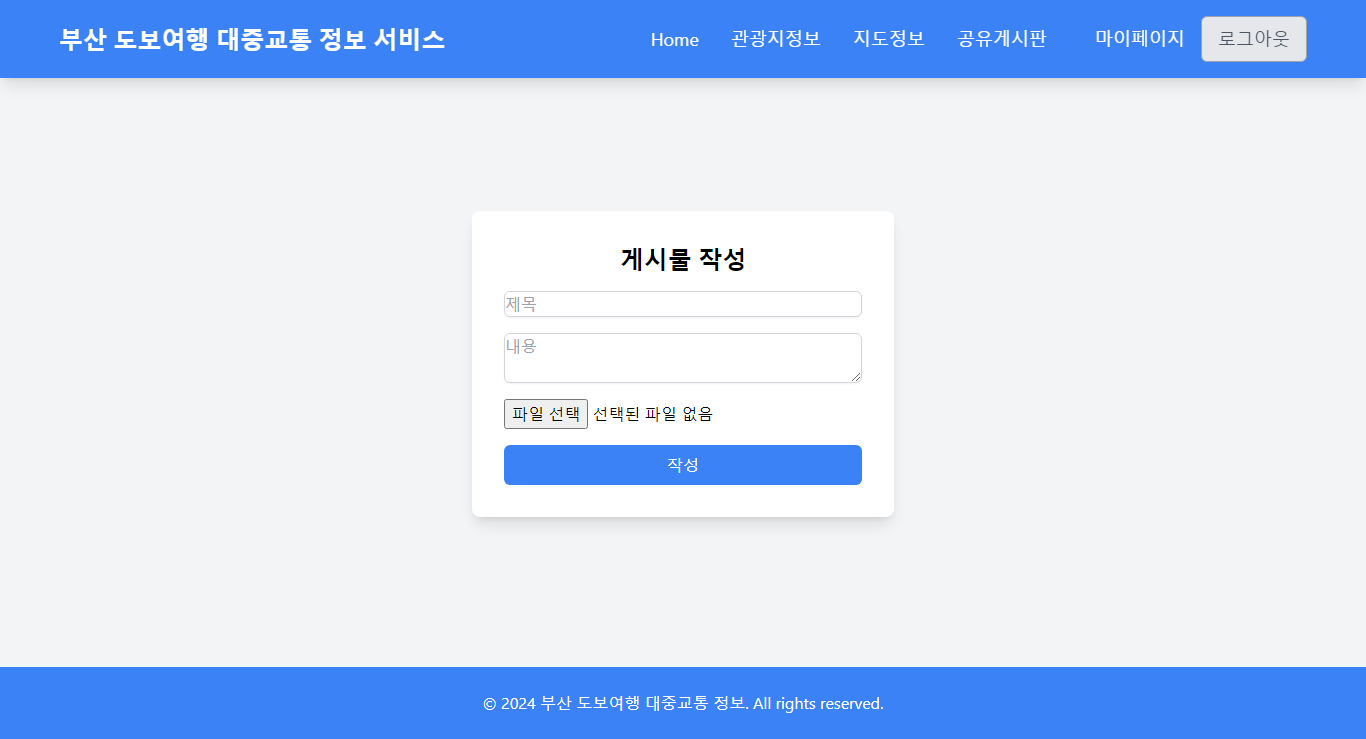 부산 도보여행 대중교통 정보 서비스
Home 관광지정보 지도정보 공유게시판 마이페이지 로그아웃
게시물 작성
제목
내용
파일 선택 선택된 파일 없음
작성
© 2024 부산 도보여행 대중교통 정보. All rights reserved.